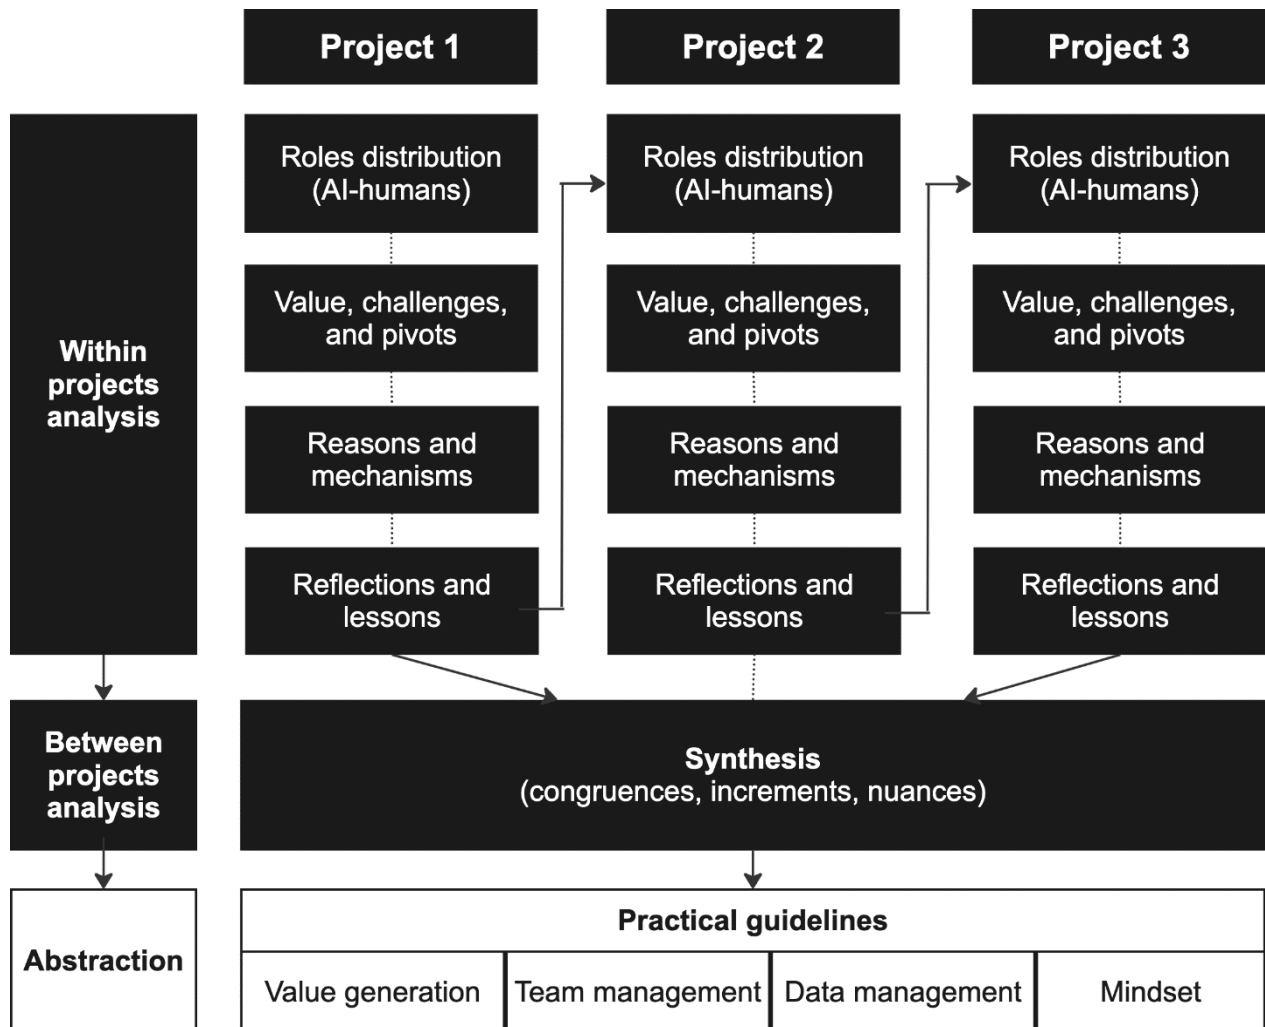 Project 1
Project 2
Project 3
Within
projects
analysis
Roles distribution
(AI-humans)
Value, challenges,
and pivots
Reasons and
mechanisms
Reflections and
lessons
Roles distribution
(AI-humans)
Value, challenges,
and pivots
Reasons and
mechanisms
Reflections and
lessons
Roles distribution
(AI-humans)
Value, challenges,
and pivots
Reasons and
mechanisms
Reflections and
lessons
Between
projects
analysis
Synthesis
(congruences, increments, nuances)
Abstraction
Practical guidelines
Value generation
Team management
Data management
Mindset